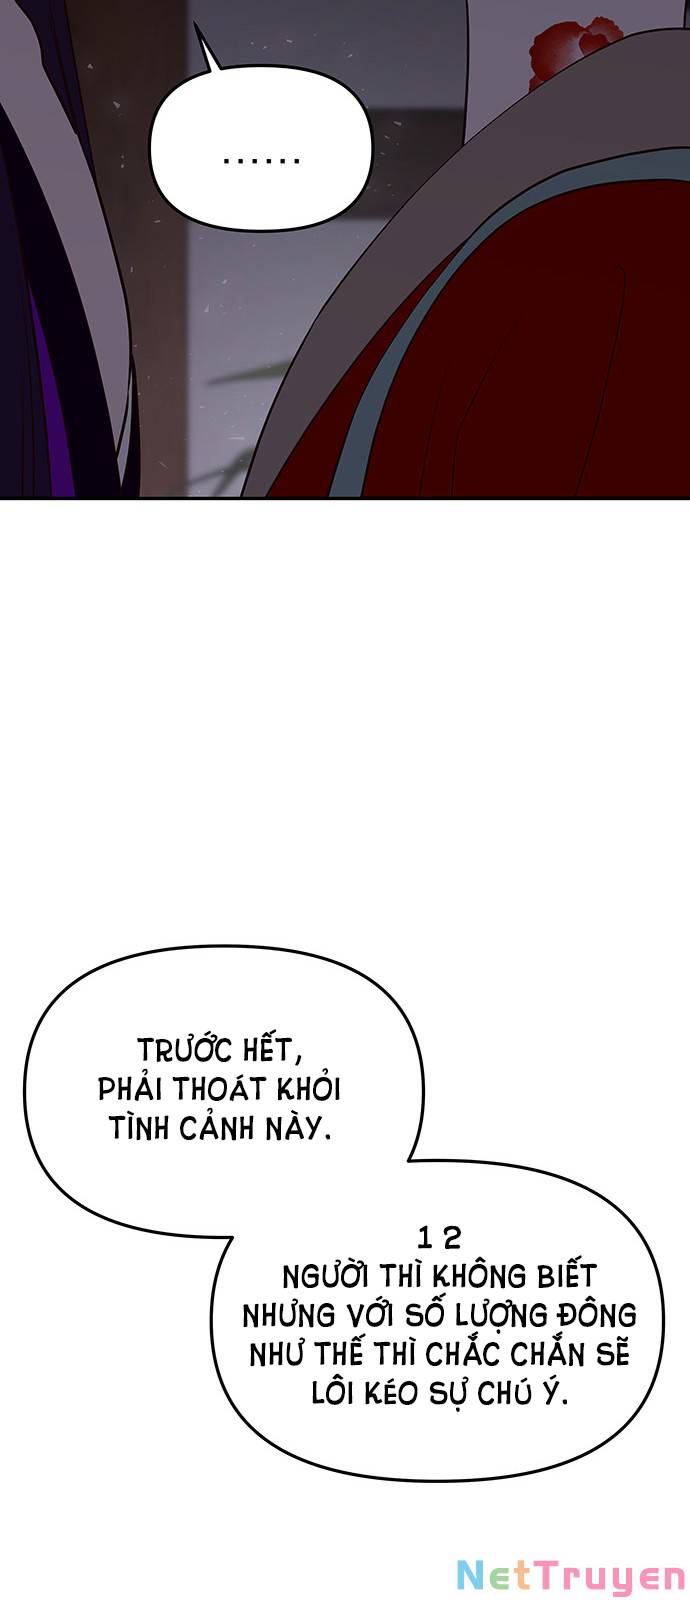 ......
TRƯỚC HẾT,
PHẢI THOÁT KHỎI
TÌNH CẢNH NÀY.
1 2
NGƯỜI THÌ KHÔNG BIẾT
NHƯNG VỚI SỐ LƯỢNG ĐÔNG
NHƯ THẾ THÌ CHẮC CHẮN SẼ
LÔI KÉO SỰ CHÚ Ý.
NetTruyen